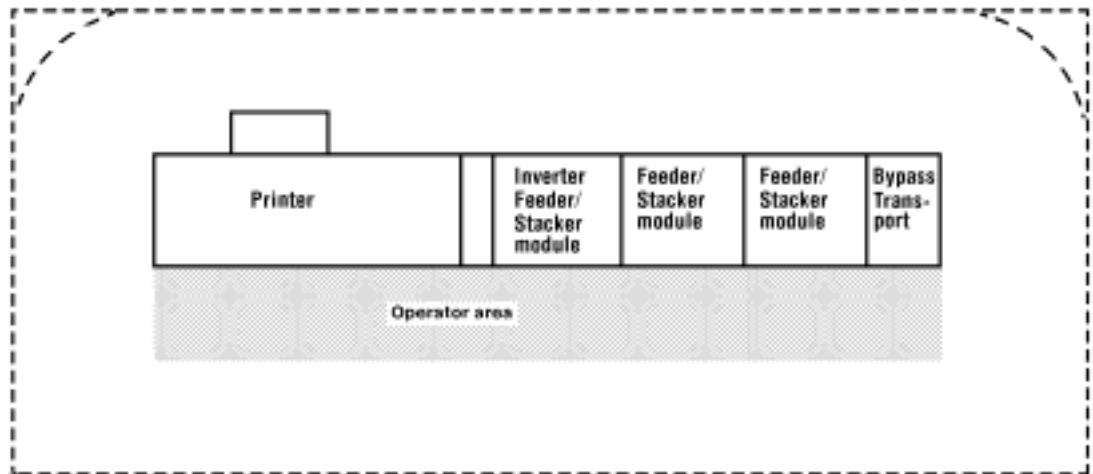 Printer
Inverter
Feeder/
Stacker
module
Feeder/
Stacker
module
Feeder/
Stacker
module
Bypass
Trans-
port
Operator area